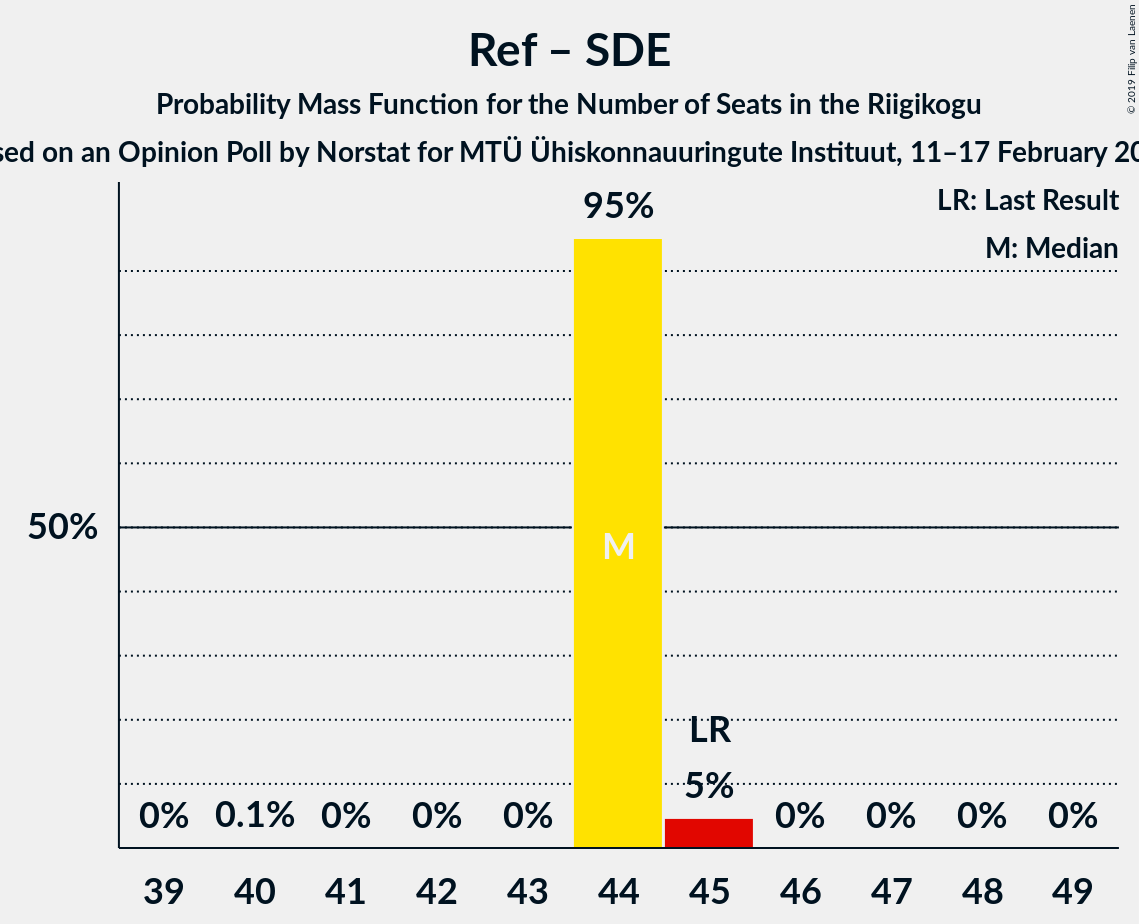 Ref – SDE
Probability Mass Function for the Number of Seats in the Riigikogu
on an Opinion Poll by Norstat for MTÜ Ühiskonnauuringute Instituut, 11–17 February
© 2019 Filip van Laenen
LR: Last Result
M: Median
95%
50%
M
LR
5%
0% 0.1% 0% 0% 0% 0% 0% 0% 0%
39 40 41 42 43 44 45 46 47 48 49